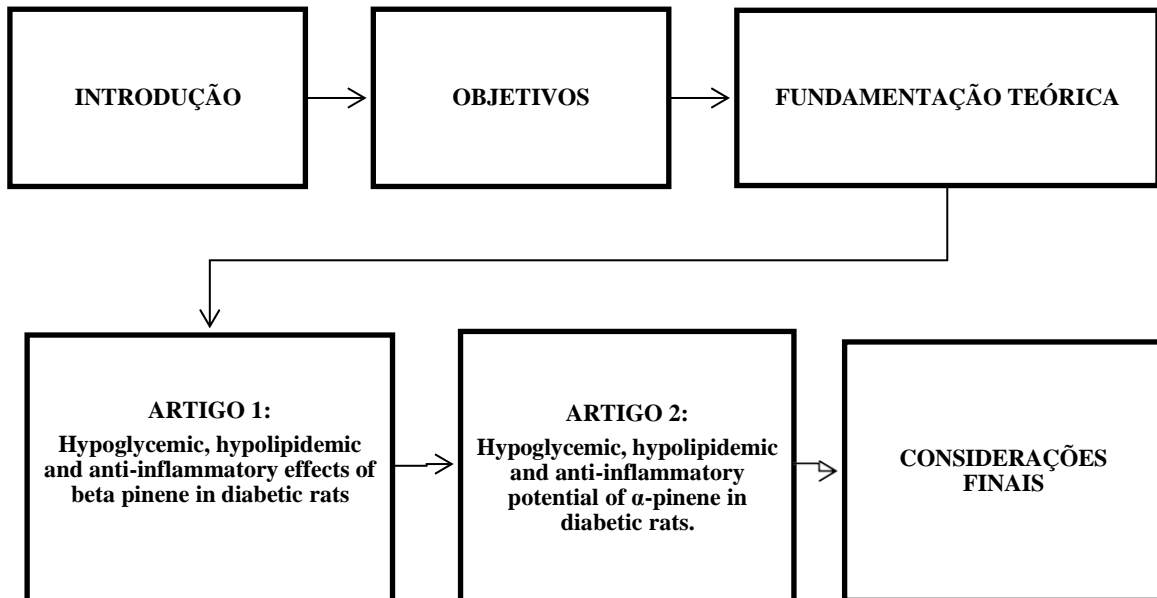 INTRODUÇÃO
OBJETIVOS
FUNDAMENTAÇÃO TEÓRICA
ARTIGO 1:
Hypoglycemic, hypolipidemic
and anti-inflammatory effects of
beta pinene in diabetic rats
ARTIGO 2:
Hypoglycemic, hypolipidemic
and anti-inflammatory
potential of α-pinene in
diabetic rats.
CONSIDERAÇÕES
FINAIS